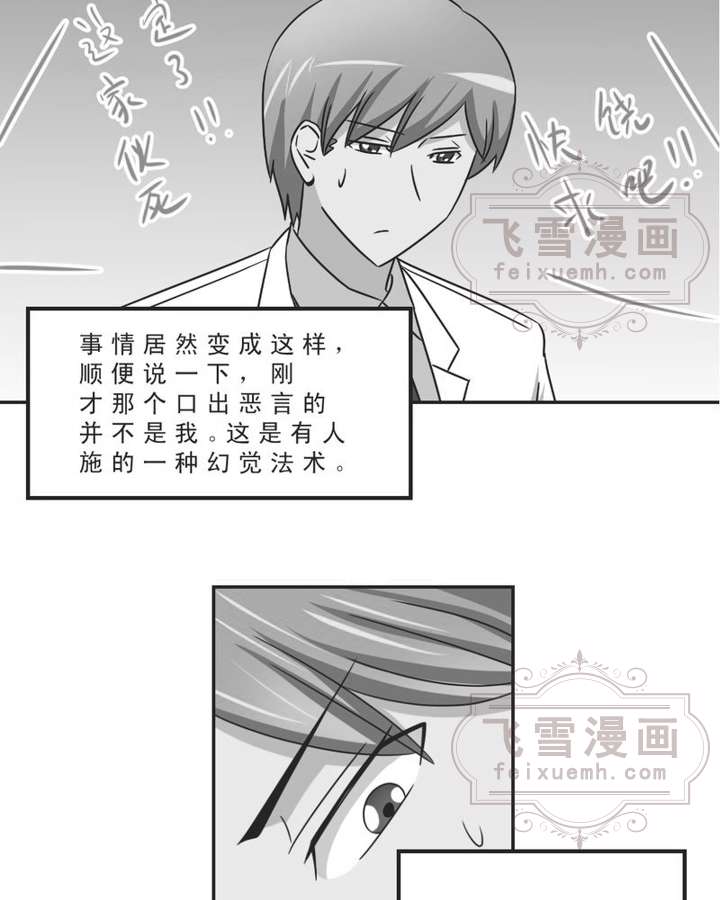 这家伙死
定了!!
快求
饶吧!!
飞雪漫画
feixuemh.com
事情居然变成这样，
顺便说一下，刚
才那个口出恶言的
并不是我。这是有人
施的一种幻觉法术。
飞雪漫画
feixuemh.com